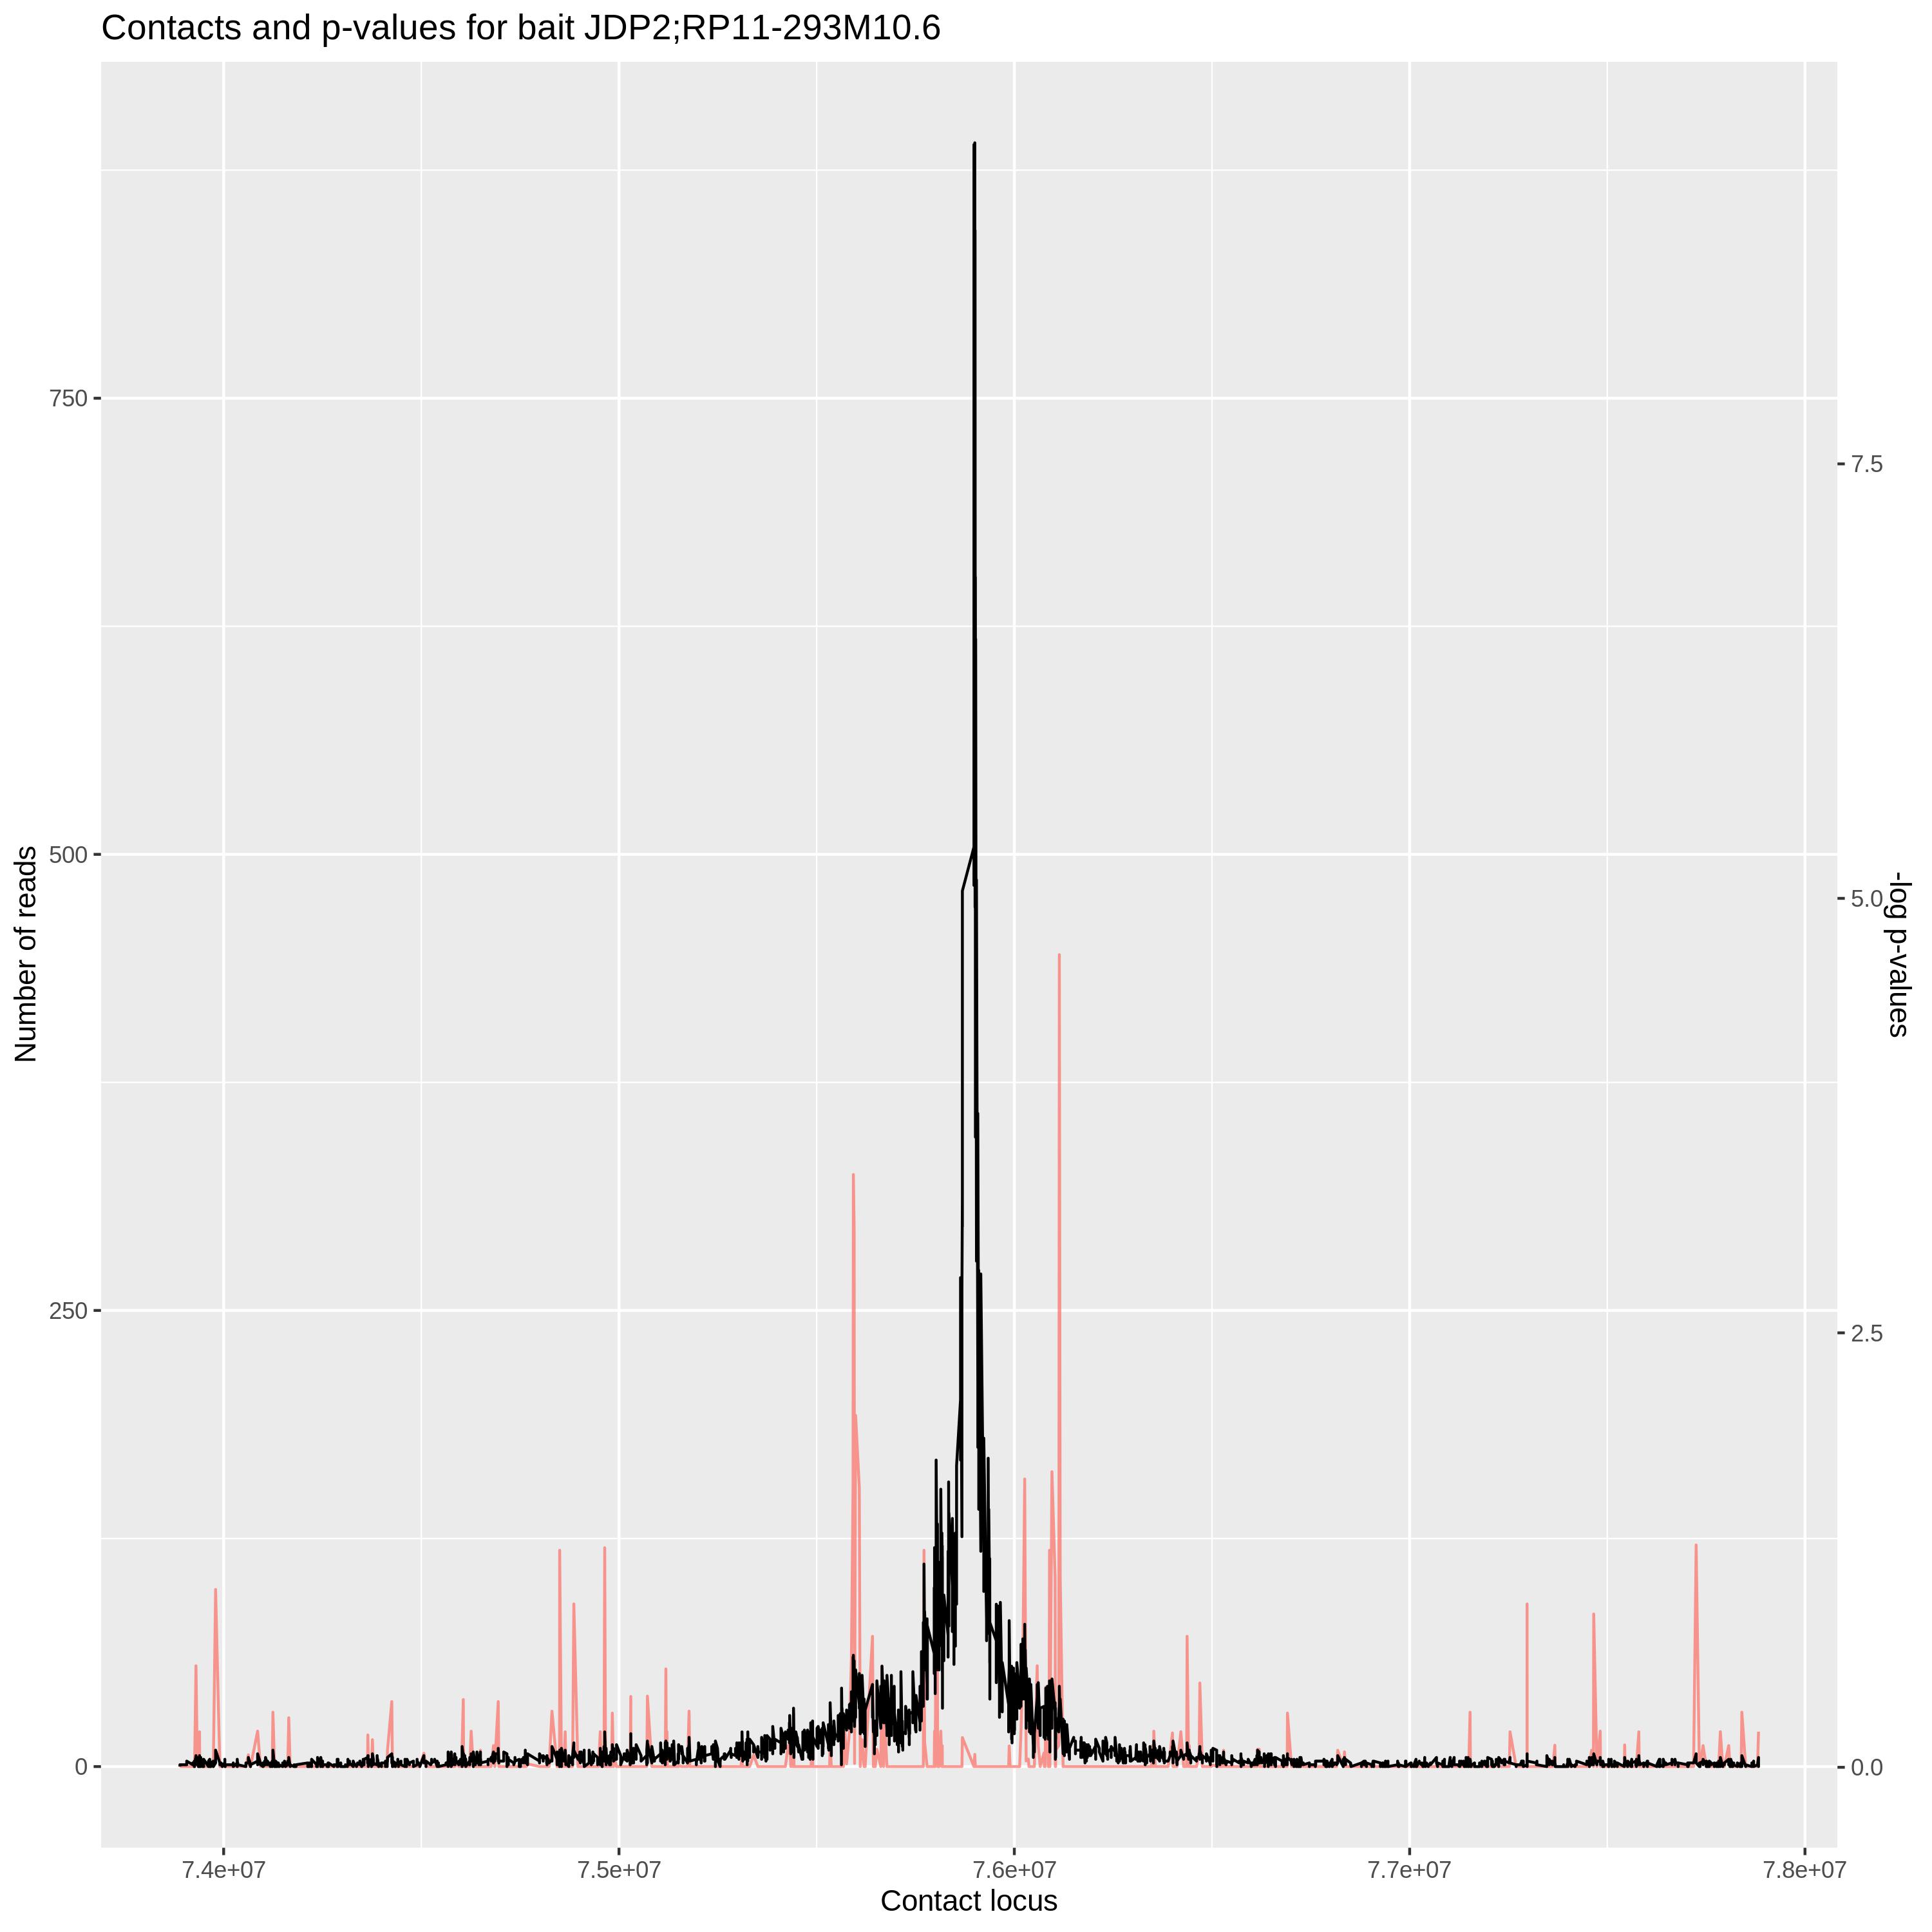 Contacts and p-values for bait JDP2;RP11-293M10.6
750
500
250
0
Number of reads
7.5
5.0
2.5
0.0
-log p-values
7.4e+07 7.5e+07 7.6e+07 7.7e+07 7.8e+07
Contact locus